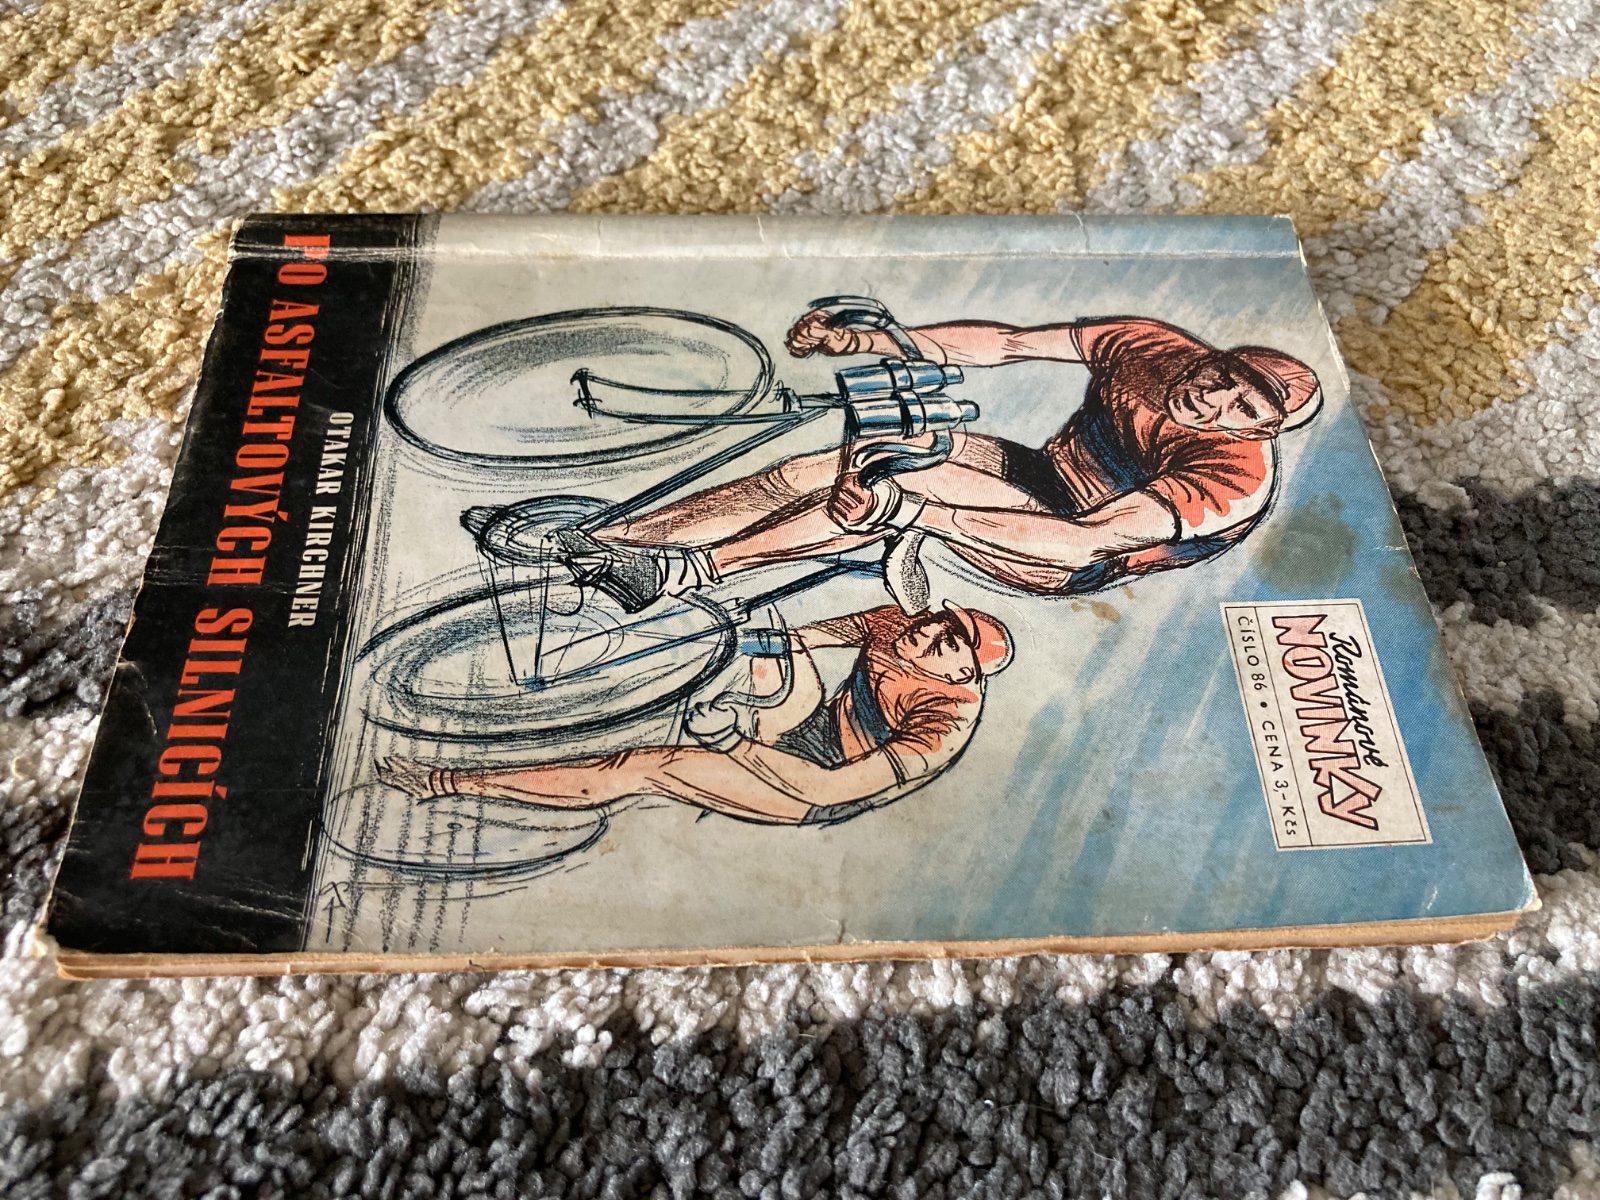 Románové
NOVINKY
ČÍSLO 86 • CENA 3,- Kčs
OTAKAR KIRCHNER
PO ASFALTOVÝCH SILNICÍCH